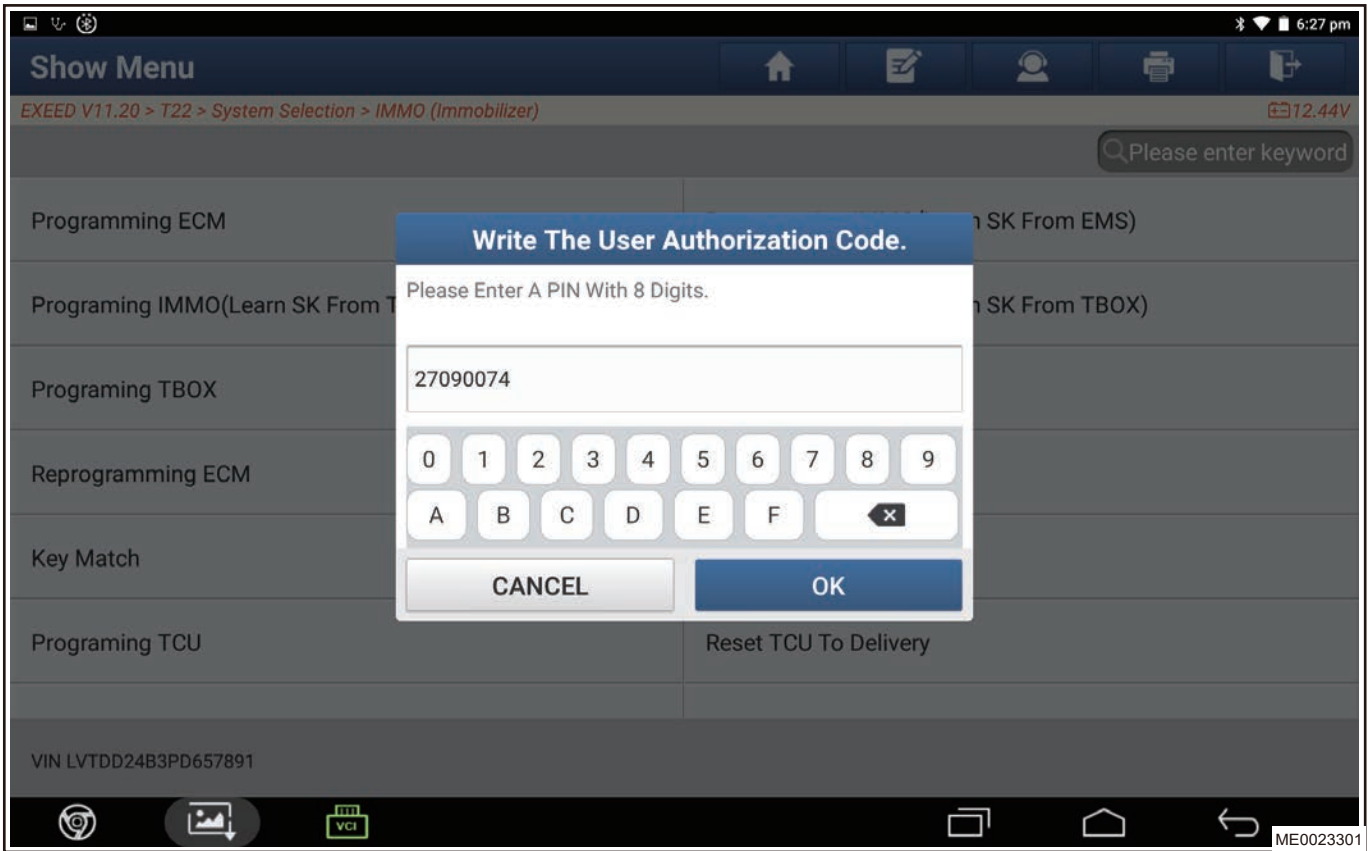 6:27 pm
Show Menu
EXEED V11.20 > T22 > System Selection > IMMO (Immobilizer)
12.44V
Please enter keyword
Programming ECM
SK From EMS)
Write The User Authorization Code.
Please Enter A PIN With 8 Digits.
Programing IMMO(Learn SK From T
SK From TBOX)
27090074
Programing TBOX
0 1 2 3 4 5 6 7 8 9
Reprogramming ECM
A B C D E F
Key Match
CANCEL
OK
Programing TCU
Reset TCU To Delivery
VIN LVTDD24B3PD657891
VCI
ME0023301